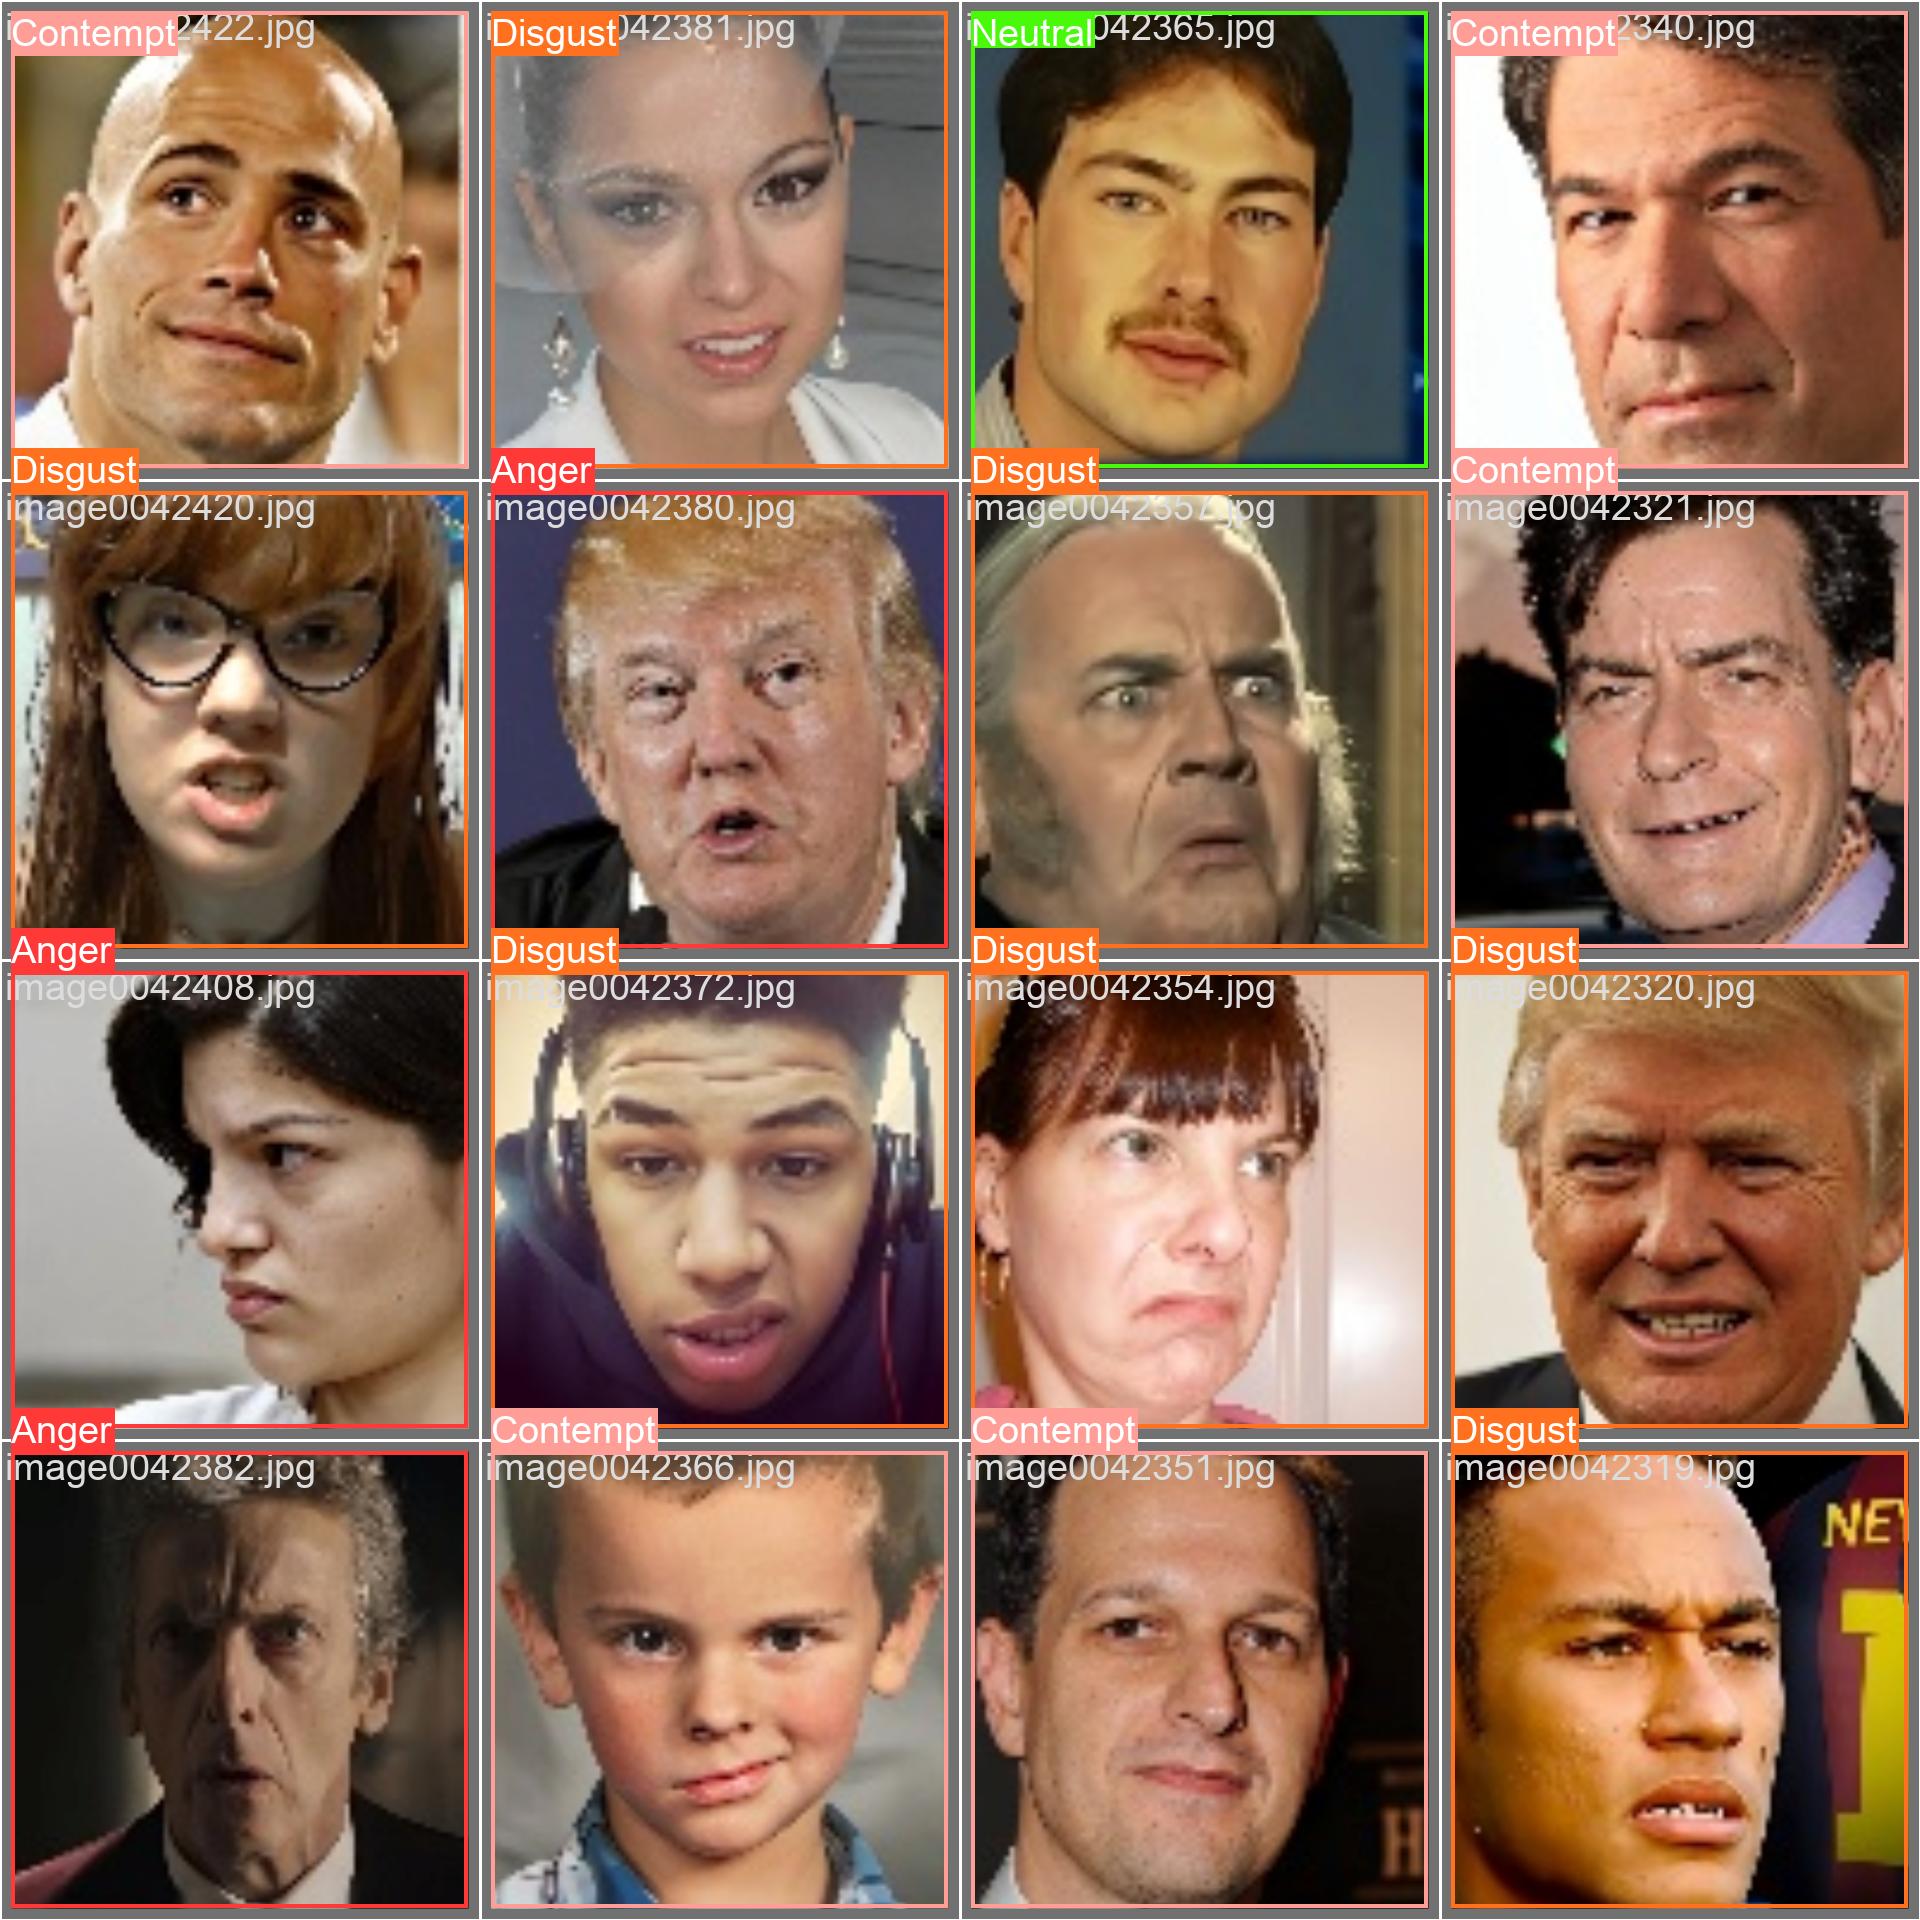 Contempt 2422.jpg
Disgust 042381.jpg
Neutral 042365.jpg
Contempt 2340.jpg
Disgust
Anger
Disgust
Contempt
image0042420.jpg
image0042380.jpg
image0042357.jpg
image0042321.jpg
Anger
Disgust
Disgust
Disgust
image0042408.jpg
image0042372.jpg
image0042354.jpg
image0042320.jpg
Anger
Contempt
Contempt
Disgust
image0042382.jpg
image0042366.jpg
image0042351.jpg
image0042319.jpg
NEY
H